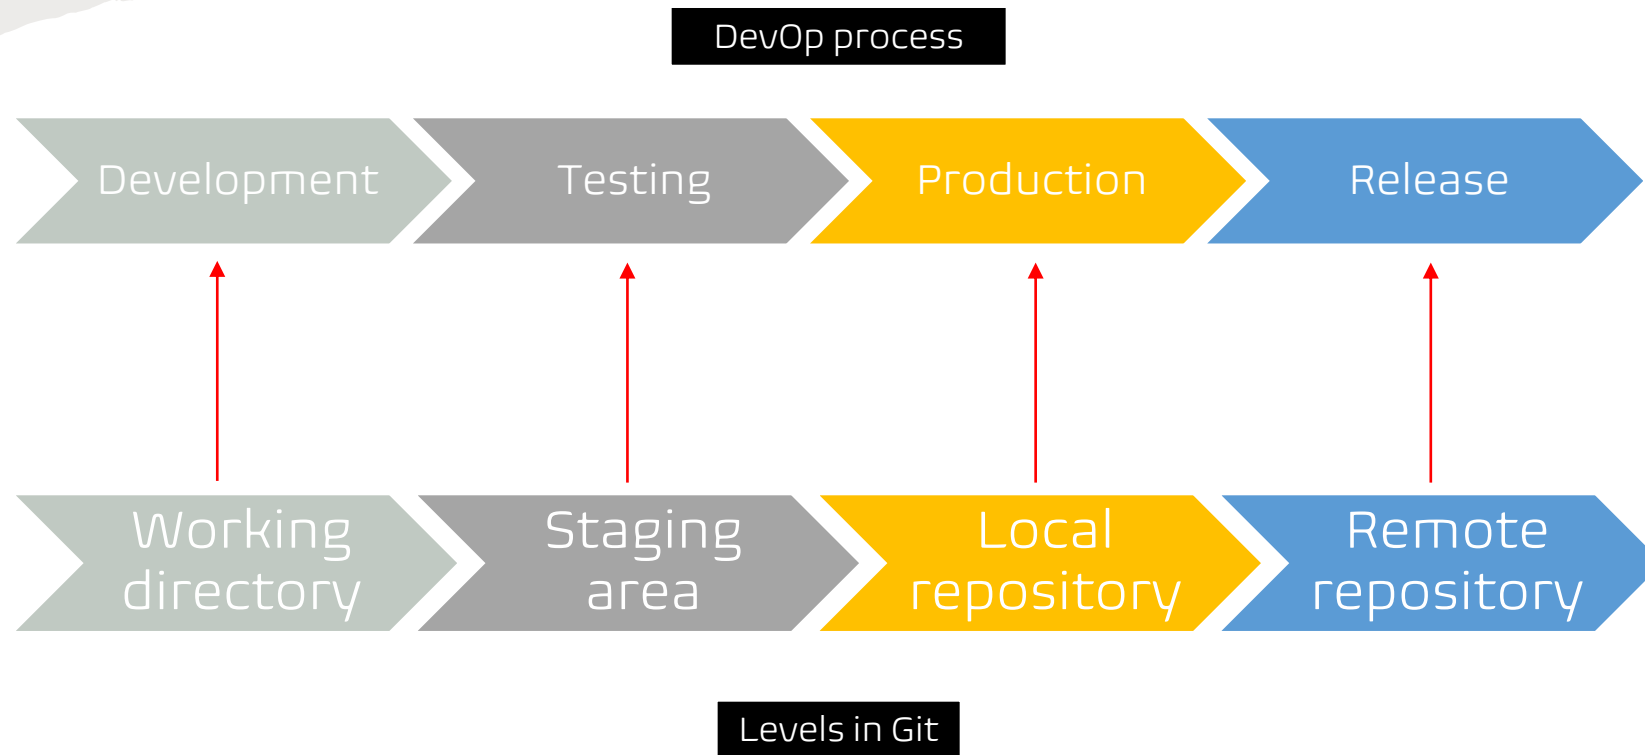 DevOp process
Development
Testing
Production
Release
Working
directory
Staging
area
Local
repository
Remote
repository
Levels in Git